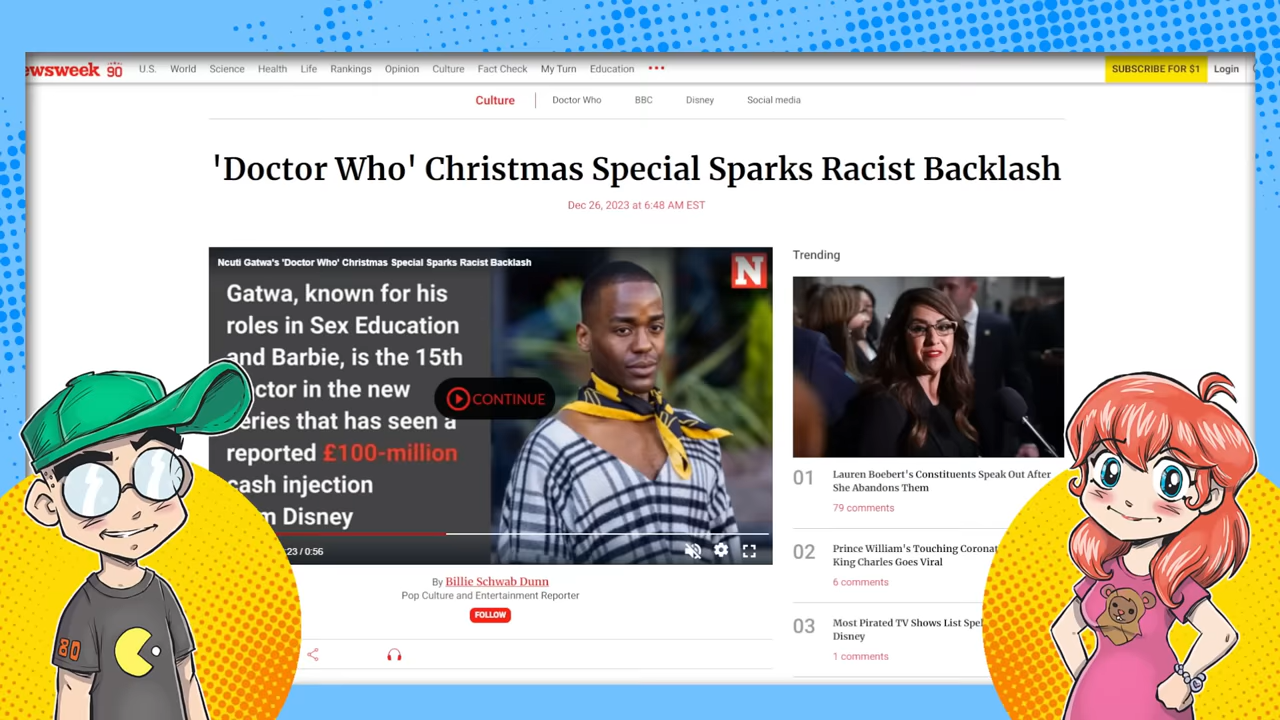 wsweek 90
U.S. World Science Health Life Rankings Opinion Culture Fact Check My Turn Education
SUBSCRIBE FOR $1 Login
Culture Doctor Who BBC Disney Social media
'Doctor Who' Christmas Special Sparks Racist Backlash
Dec 26, 2023 at 6:48 AM EST
Ncuti Gatwa's 'Doctor Who' Christmas Special Sparks Racist Backlash
N
Gatwa, known for his
roles in Sex Education
and Barbie, is the 15th
ctor in the new
eries that has seen a
reported £100-million
cash injection
m Disney
CONTINUE
:23 / 0:56
By Billie Schwab Dunn
Pop Culture and Entertainment Reporter
FOLLOW
Trending
01
Lauren Boebert's Constituents Speak Out After
She Abandons Them
79 comments
02
Prince William's Touching Coronat
King Charles Goes Viral
6 comments
03
Most Pirated TV Shows List Spel
Disney
1 comments
80